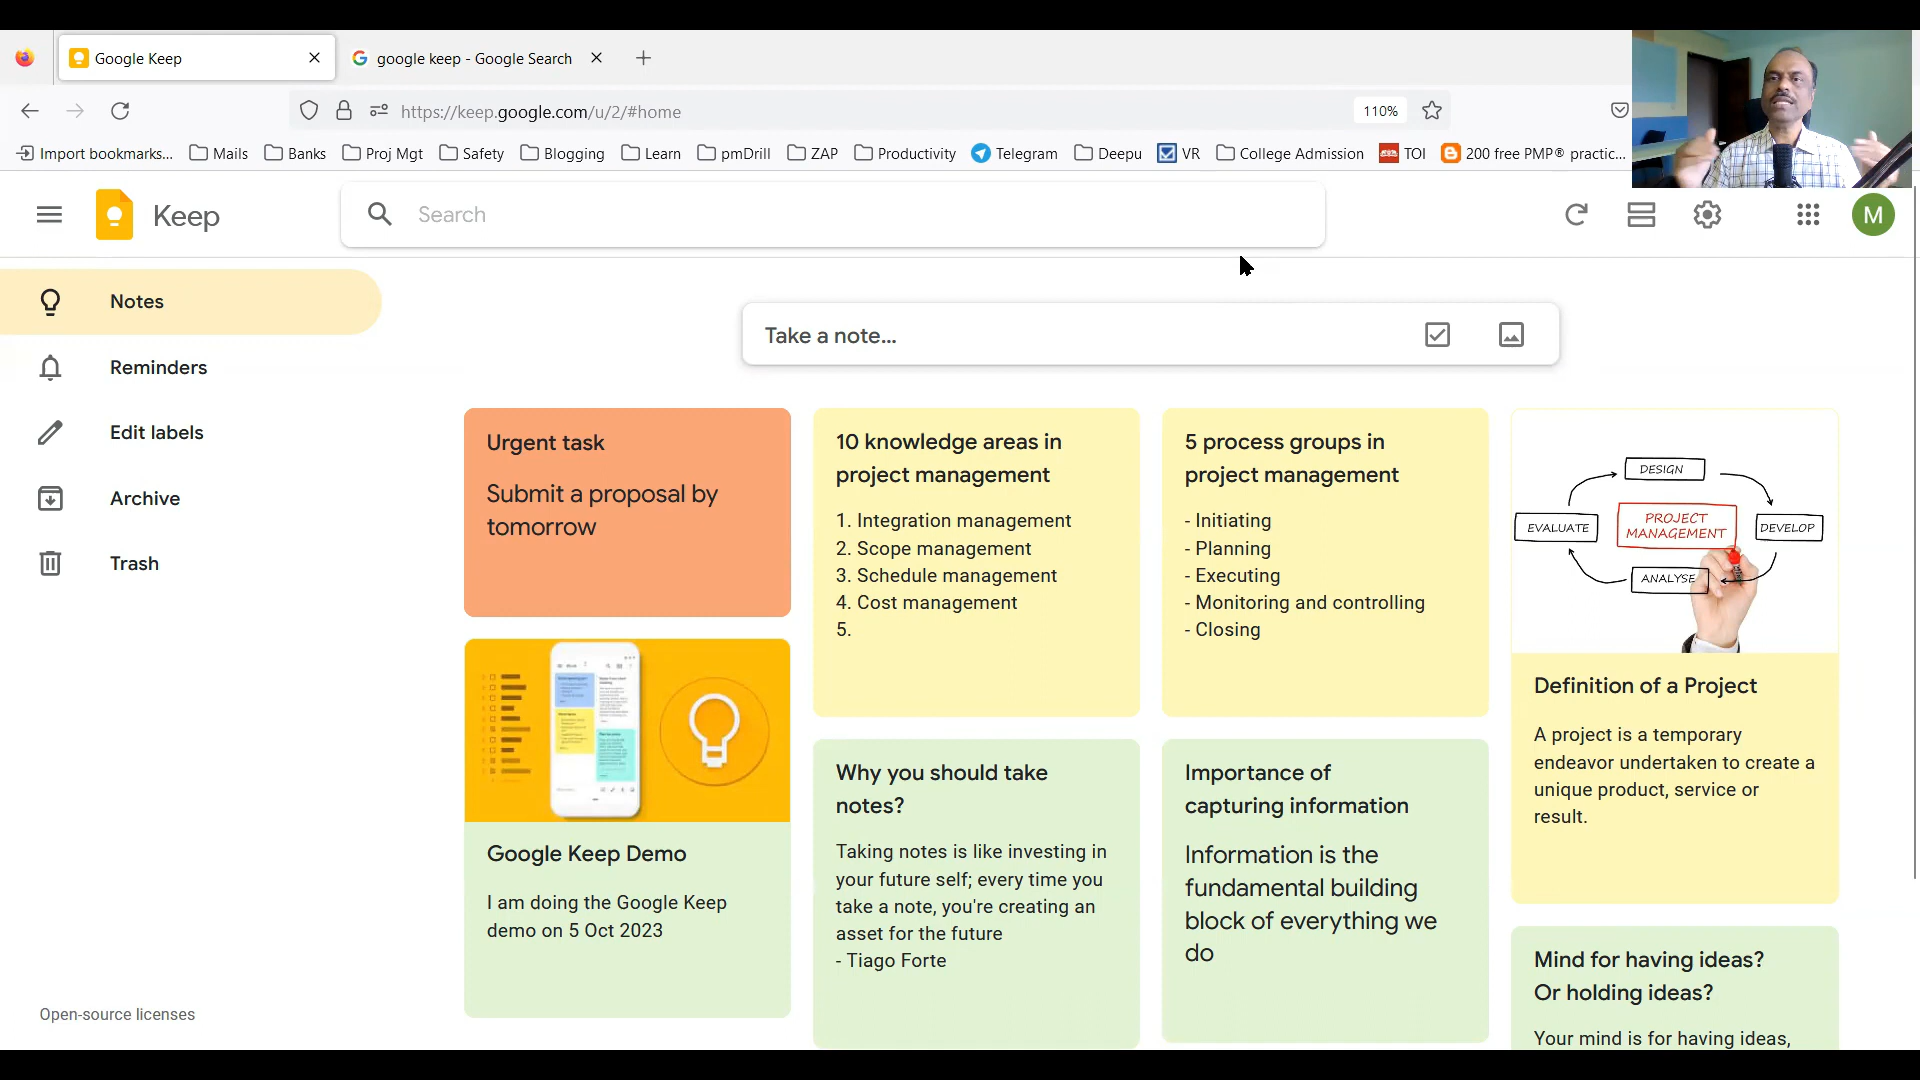 Google Keep
google keep - Google Search
https://keep.google.com/u/2/#home
110%
Import bookmarks...
Mails
Banks
Proj Mgt
Safety
Blogging
Learn
pmDrill
ZAP
Productivity
Telegram
Deepu
VR
College Admission
TOI
200 free PMP® practic...
Keep
Search
M
Notes
Reminders
Edit labels
Archive
Trash
Open-source licenses
Take a note...
Urgent task
Submit a proposal by
tomorrow
Google Keep Demo
I am doing the Google Keep
demo on 5 Oct 2023
10 knowledge areas in
project management
1. Integration management
2. Scope management
3. Schedule management
4. Cost management
5.
Why you should take
notes?
Taking notes is like investing in
your future self; every time you
take a note, you're creating an
asset for the future
- Tiago Forte
5 process groups in
project management
- Initiating
- Planning
- Executing
- Monitoring and controlling
- Closing
Importance of
capturing information
Information is the
fundamental building
block of everything we
do
DESIGN
EVALUATE
PROJECT
MANAGEMENT
DEVELOP
ANALYSE
Definition of a Project
A project is a temporary
endeavor undertaken to create a
unique product, service or
result.
Mind for having ideas?
Or holding ideas?
Your mind is for having ideas,